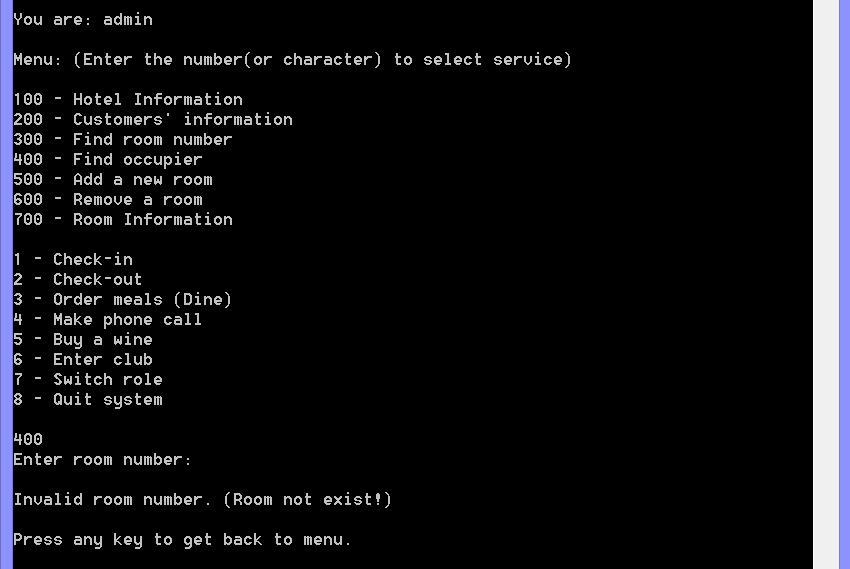 You are: admin
Menu: (Enter the number(or character) to select service)
100 - Hotel Information
200 - Customers' information
300 - Find room number
400 - Find occupier
500 - Add a new room
600 - Remove a room
700 - Room Information
1 - Check-in
2 - Check-out
3 - Order meals (Dine)
4 - Make phone call
5 - Buy a wine
6 - Enter club
7 - Switch role
8 - Quit system
400
Enter room number:
Invalid room number. (Room not exist!)
Press any key to get back to menu.